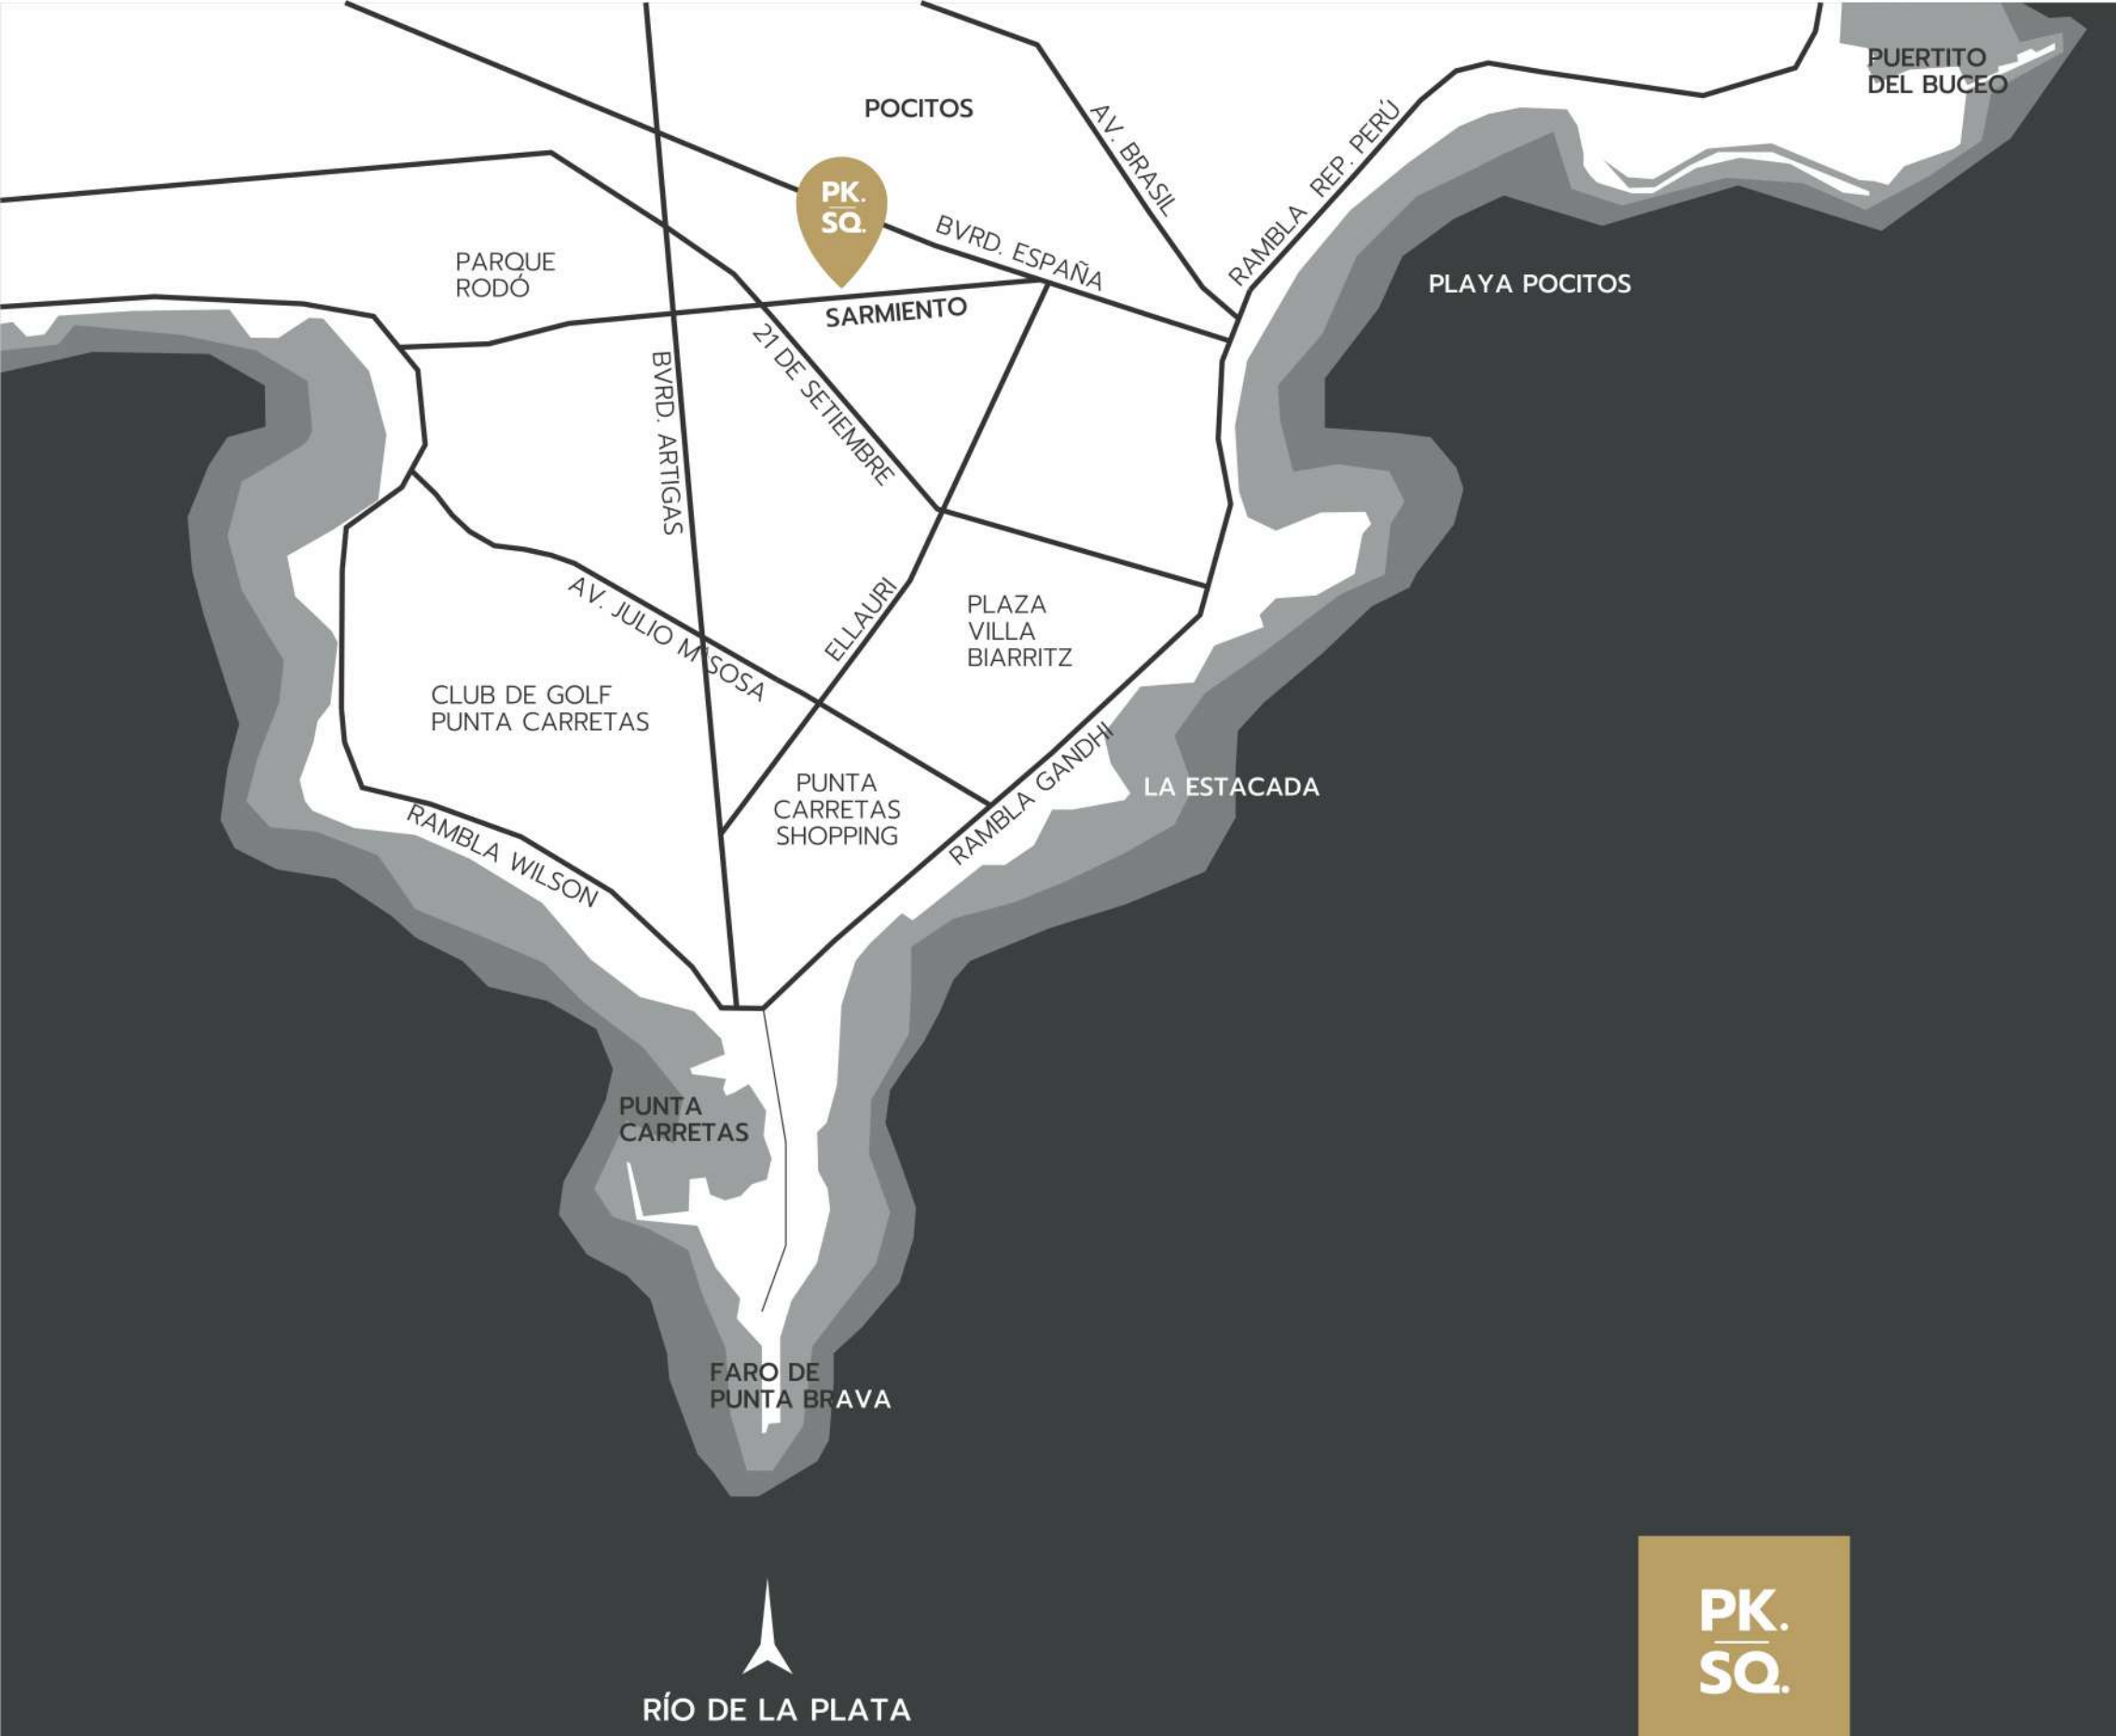 PUERTITO
DEL BUCEO
POCITOS
AV. BRASIL
RAMBLA REP. PERÚ
PK.
SQ.
BVRD. ESPAÑA
PARQUE
RODÓ
PLAYA POCITOS
SARMIENTO
21 DE SETIEMBRE
BVRD. ARTIGAS
AV. JULIO M. SOSA
ELLAURI
PLAZA
VILLA
BIARRITZ
CLUB DE GOLF
PUNTA CARRETAS
PUNTA
CARRETAS
SHOPPING
RAMBLA GANDHI
LA ESTACADA
RAMBLA WILSON
PUNTA
CARRETAS
FARO DE
PUNTA BRAVA
PK.
SQ.
RÍO DE LA PLATA